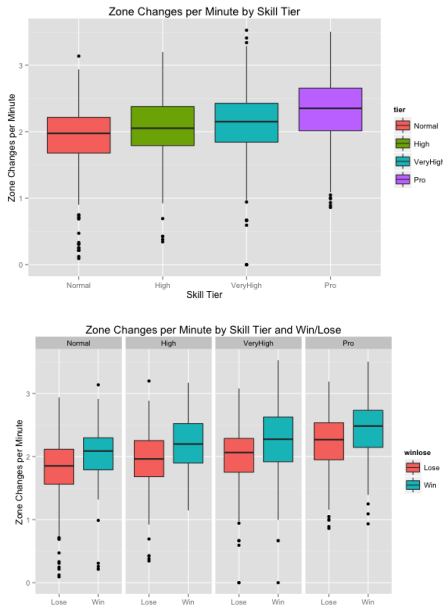 Zone Changes per Minute by Skill Tier
Zone Changes per Minute
3
2
1
0
Normal High VeryHigh Pro
Skill Tier
tier
Normal
High
VeryHigh
Pro
Zone Changes per Minute by Skill Tier and Win/Lose
Normal High VeryHigh Pro
Zone Changes per Minute
3
2
1
0
Lose Win Lose Win Lose Win Lose Win
winlose
Lose
Win